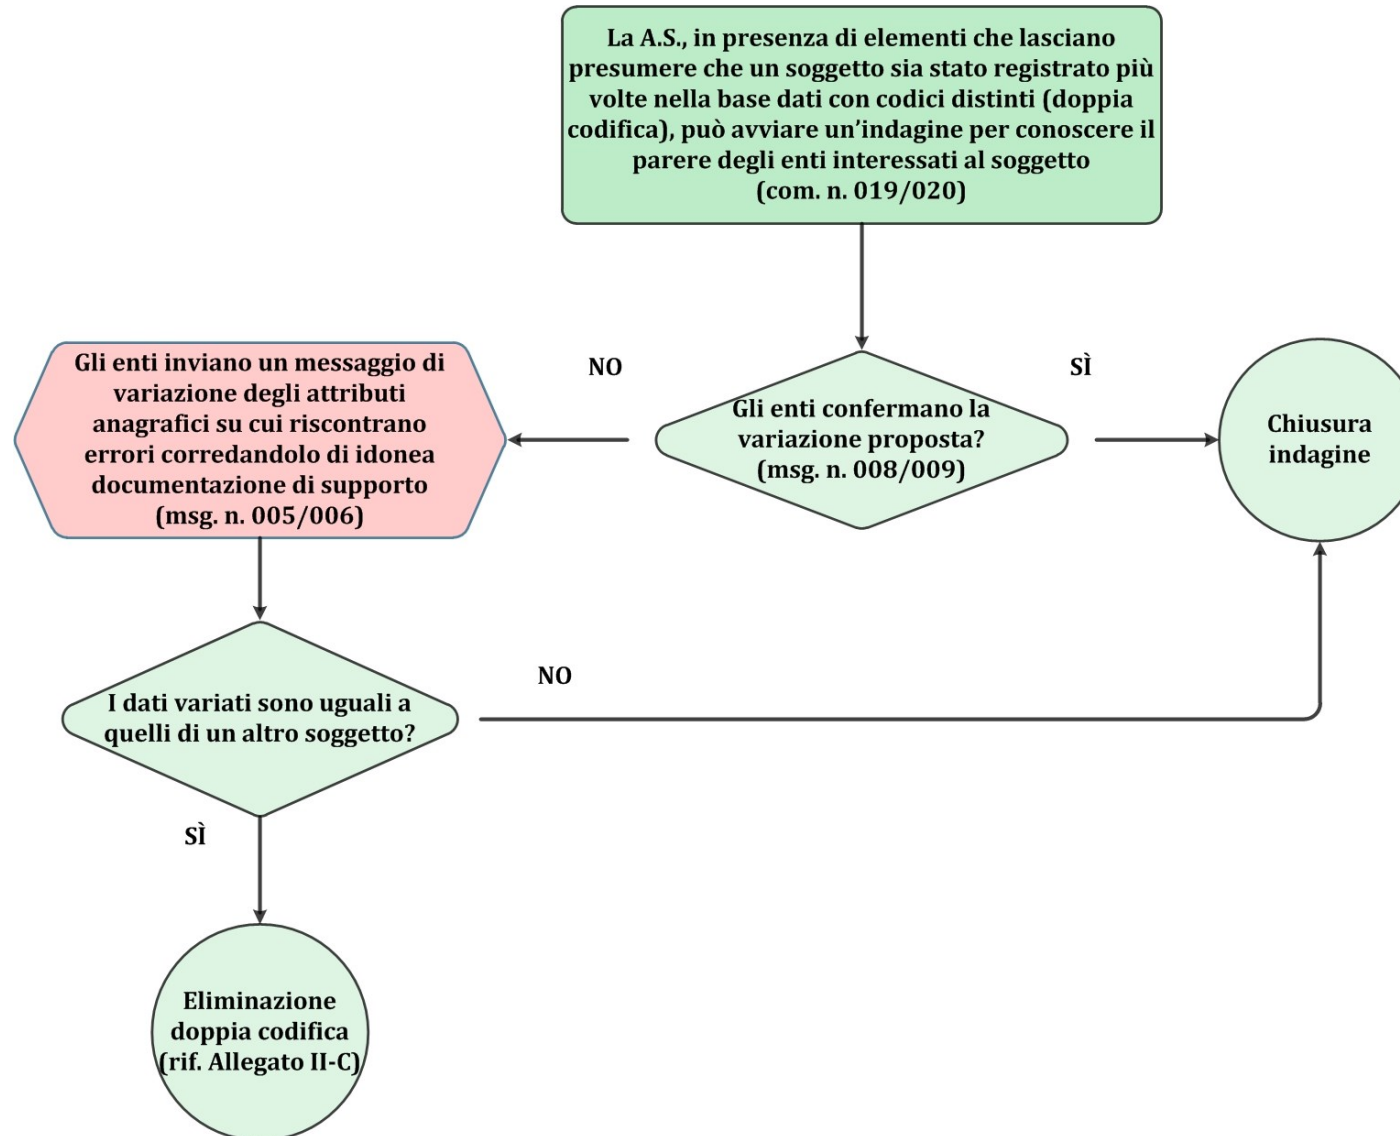 La A.S., in presenza di elementi che lasciano
presumere che un soggetto sia stato registrato più
volte nella base dati con codici distinti (doppia
codifica), può avviare un’indagine per conoscere il
parere degli enti interessati al soggetto
(com. n. 019/020)
Gli enti inviano un messaggio di
variazione degli attributi
anagrafici su cui riscontrano
errori corredandolo di idonea
documentazione di supporto
(msg. n. 005/006)
NO
Gli enti confermano la
variazione proposta?
(msg. n. 008/009)
SÌ
Chiusura
indagine
I dati variati sono uguali a
quelli di un altro soggetto?
NO
SÌ
Eliminazione
doppia codifica
(rif. Allegato II-C)